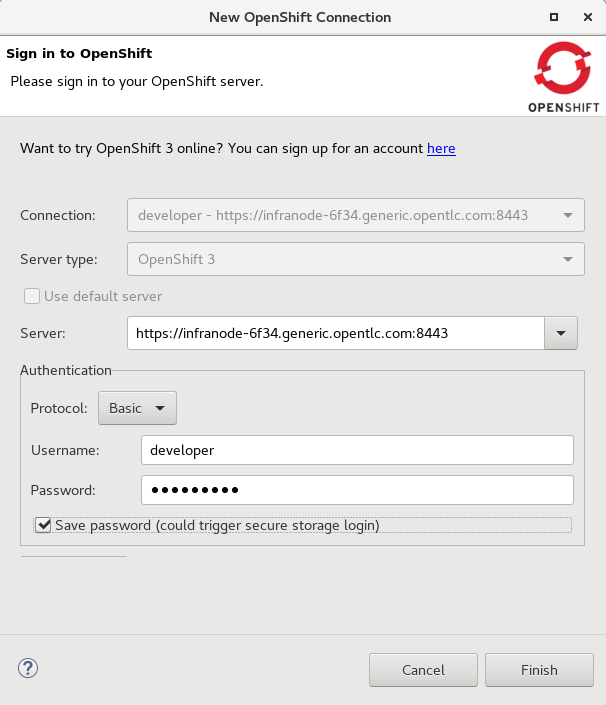 New OpenShift Connection
Sign in to OpenShift
Please sign in to your OpenShift server.
OPENSHIFT
Want to try OpenShift 3 online? You can sign up for an account here
Connection: developer - https://infranode-6f34.generic.opentlc.com:8443
Server type: OpenShift 3
Use default server
Server: https://infranode-6f34.generic.opentlc.com:8443
Authentication
Protocol: Basic
Username: developer
Password: ●●●●●●●●●
Save password (could trigger secure storage login)
? Cancel Finish